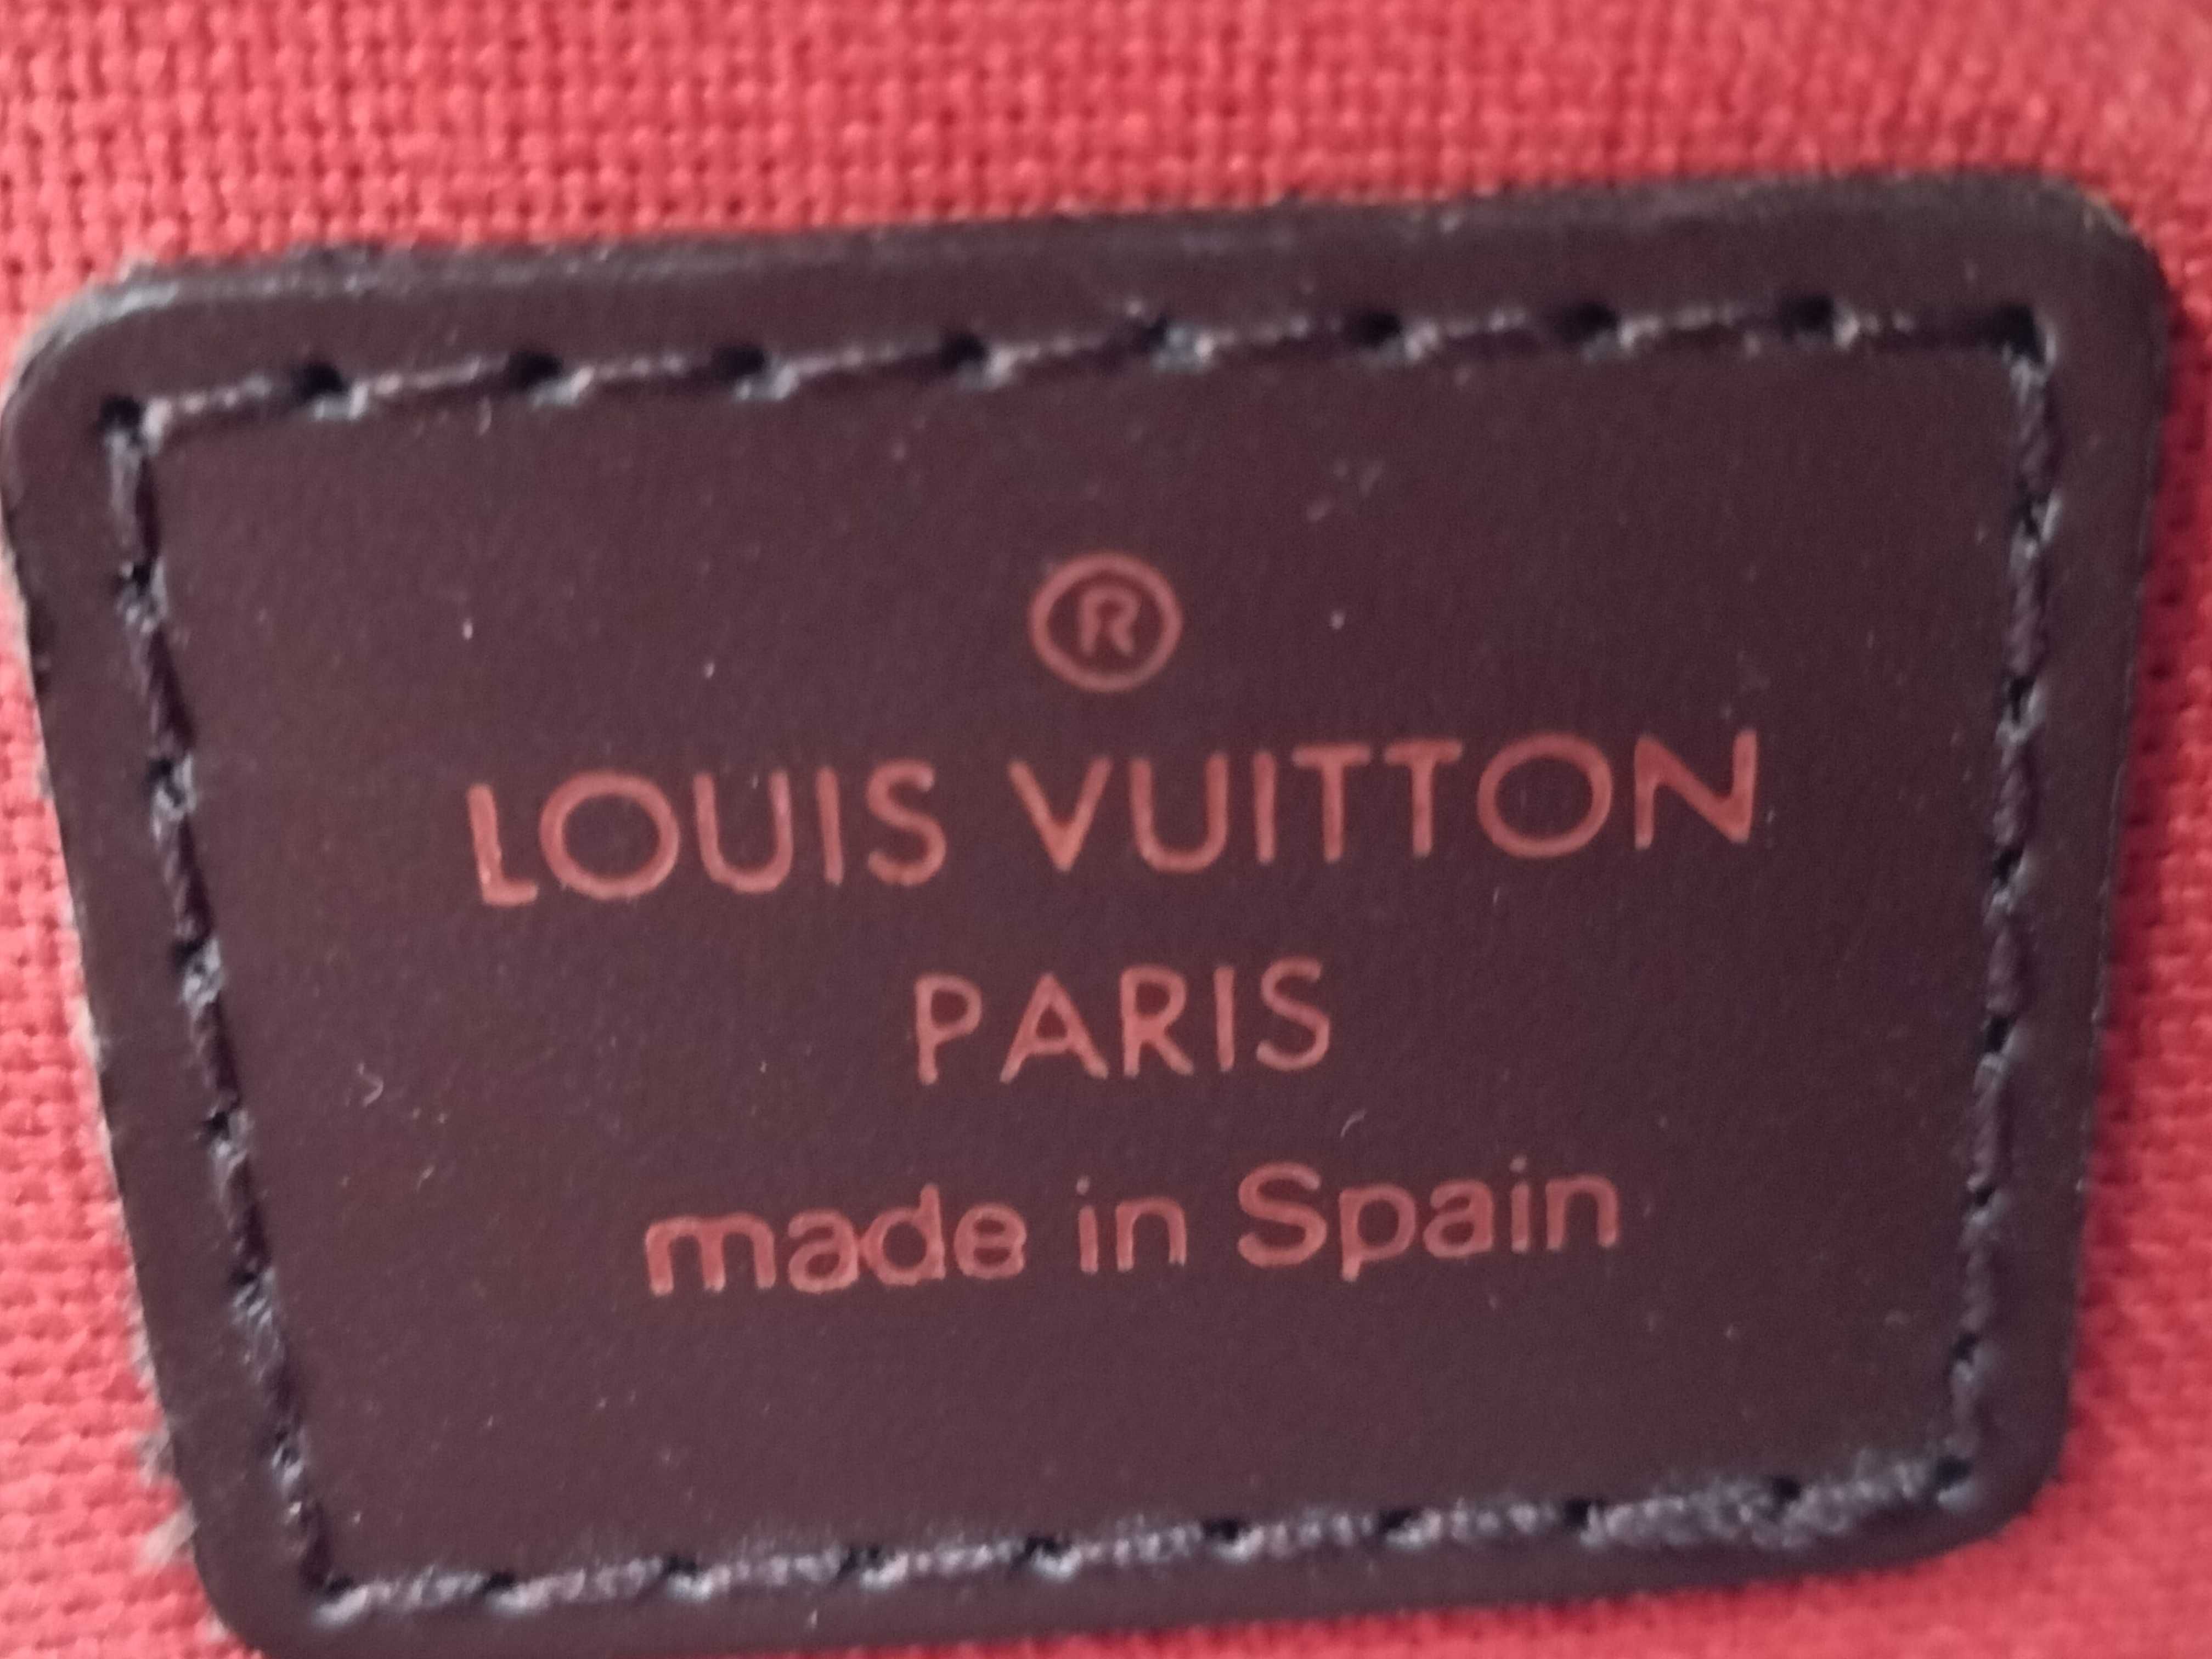 ®
LOUIS VUITTON
PARIS
made in Spain